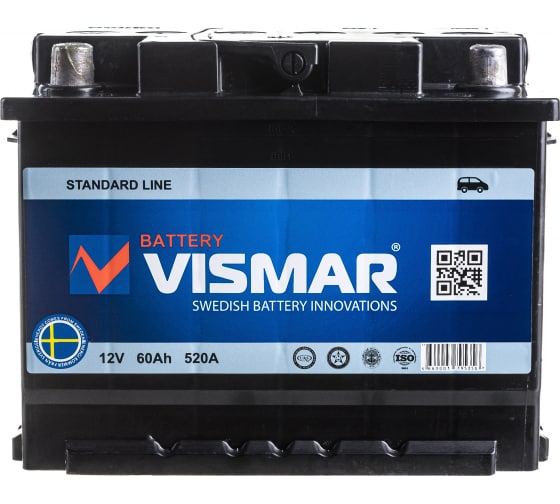 STANDARD LINE
BATTERY
VISMAR®
SWEDISH BATTERY INNOVATIONS
12V 60Ah 520A
ISO